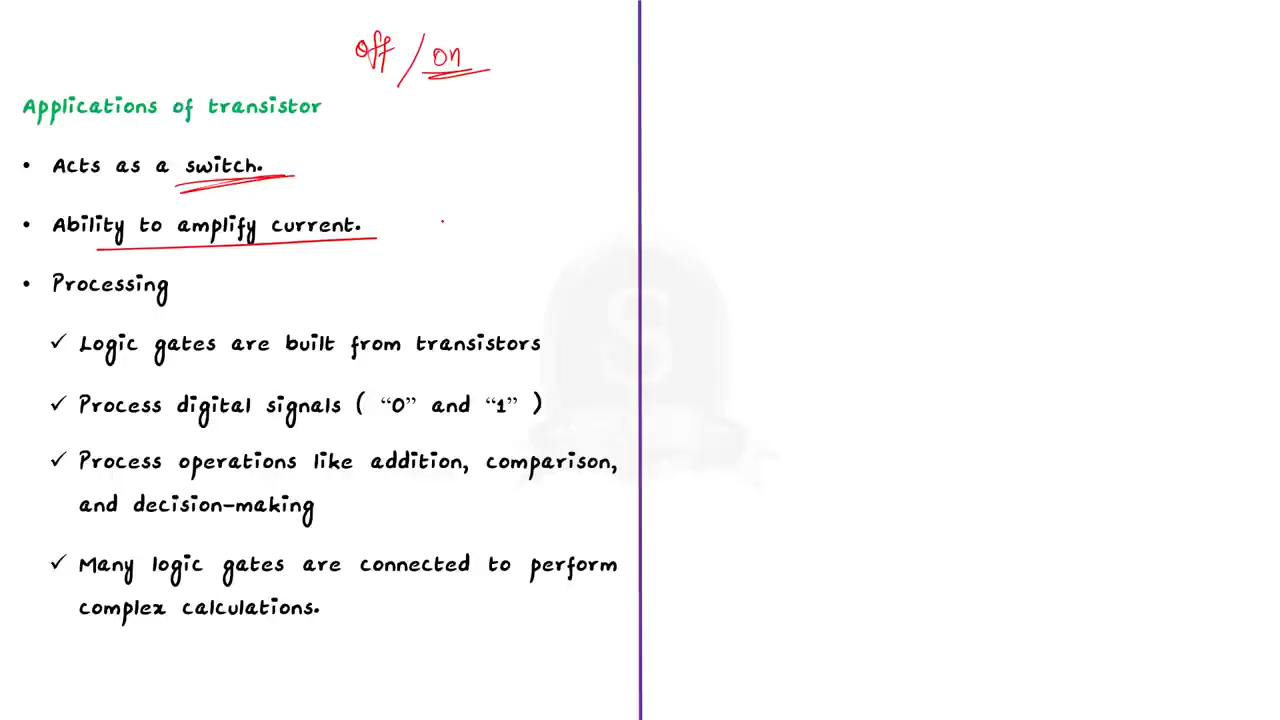 Off / on
Applications of transistor
• Acts as a switch.
• Ability to amplify current.
• Processing
✓ Logic gates are built from transistors
✓ Process digital signals ( “0” and “1” )
✓ Process operations like addition, comparison,
and decision-making
✓ Many logic gates are connected to perform
complex calculations.
S